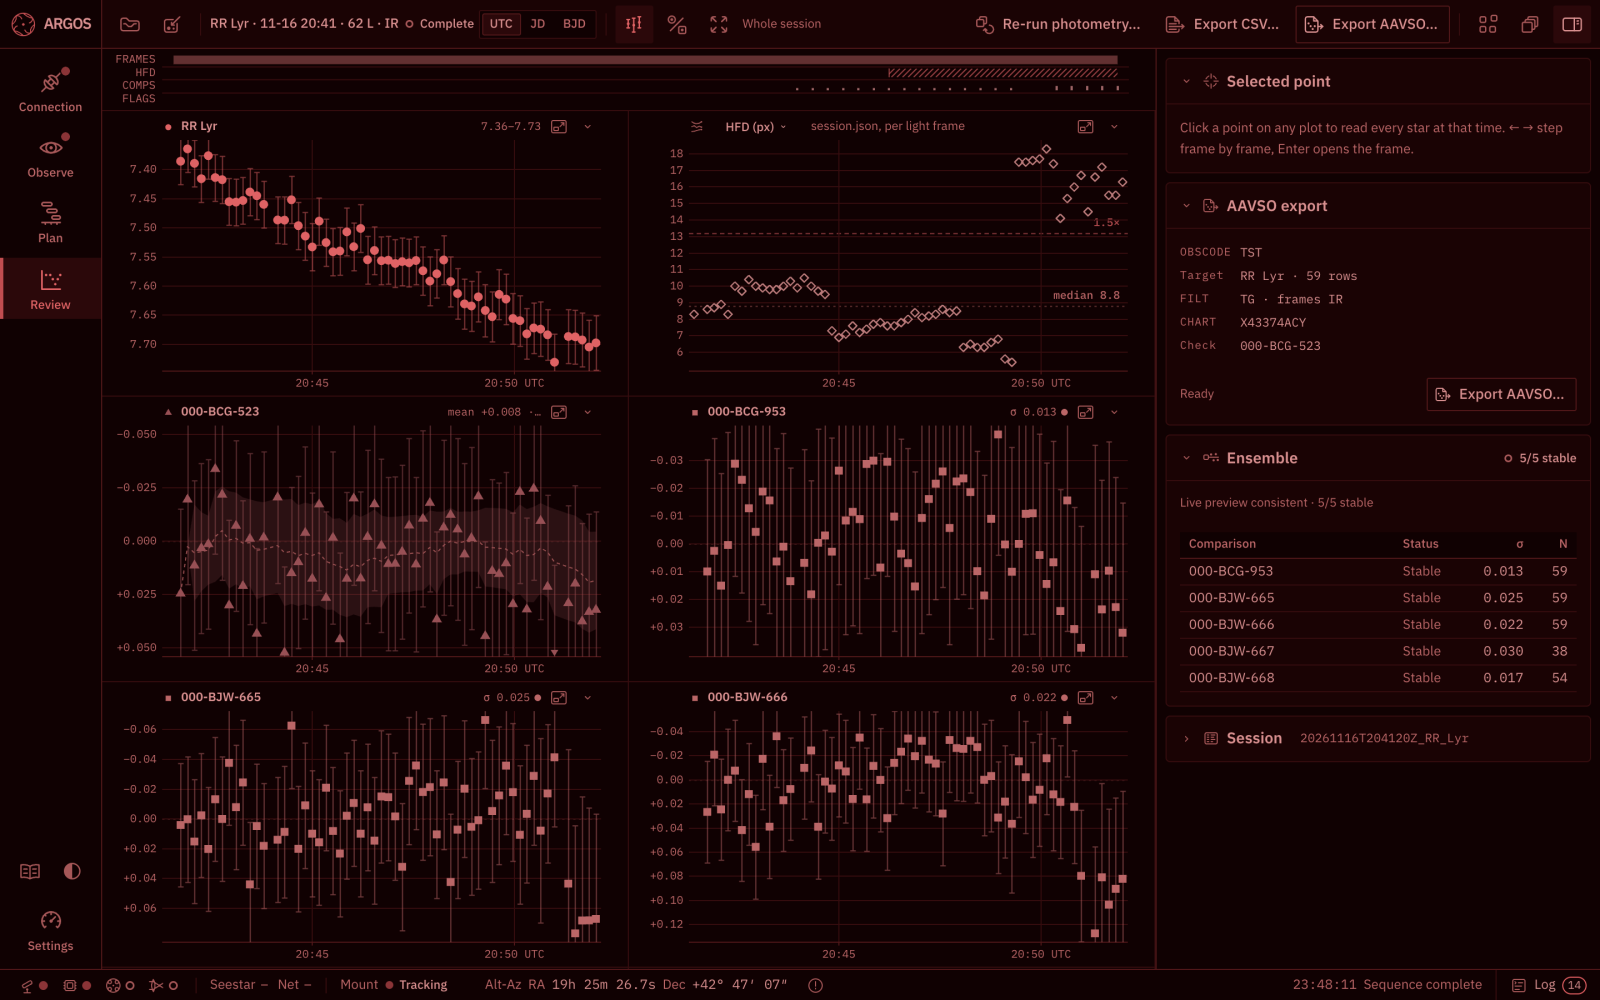 ARGOS
RR Lyr · 11-16 20:41 · 62 L · IR
Complete
UTC
JD
BJD
Whole session
Re-run photometry...
Export CSV...
Export AAVSO...
Connection
Observe
Plan
Review
Settings
FRAMES
HFD
COMPS
FLAGS
RR Lyr
7.36–7.73
7.40
7.45
7.50
7.55
7.60
7.65
7.70
20:45
20:50 UTC
HFD (px)
session.json, per light frame
18
17
16
15
14
1.5×
13
12
11
10
9
median 8.8
8
7
6
20:45
20:50 UTC
000-BCG-523
mean +0.008 ·…
−0.050
−0.025
0.000
+0.025
+0.050
20:45
20:50 UTC
000-BCG-953
σ 0.013
−0.03
−0.02
−0.01
0.00
+0.01
+0.02
+0.03
20:45
20:50 UTC
000-BJW-665
σ 0.025
−0.06
−0.04
−0.02
0.00
+0.02
+0.04
+0.06
20:45
20:50 UTC
000-BJW-666
σ 0.022
−0.04
−0.02
0.00
+0.02
+0.04
+0.06
+0.08
+0.10
+0.12
20:45
20:50 UTC
Selected point
Click a point on any plot to read every star at that time. ← → step
frame by frame, Enter opens the frame.
AAVSO export
OBSCODE TST
Target RR Lyr · 59 rows
FILT TG · frames IR
CHART X43374ACY
Check 000-BCG-523
Ready
Export AAVSO...
Ensemble
5/5 stable
Live preview consistent · 5/5 stable
Comparison Status σ N
000-BCG-953 Stable 0.013 59
000-BJW-665 Stable 0.025 59
000-BJW-666 Stable 0.022 59
000-BJW-667 Stable 0.030 38
000-BJW-668 Stable 0.017 54
Session
20261116T204120Z_RR_Lyr
Seestar – Net –
Mount
Tracking
Alt-Az RA 19h 25m 26.7s Dec +42° 47′ 07″
23:48:11 Sequence complete
Log 14